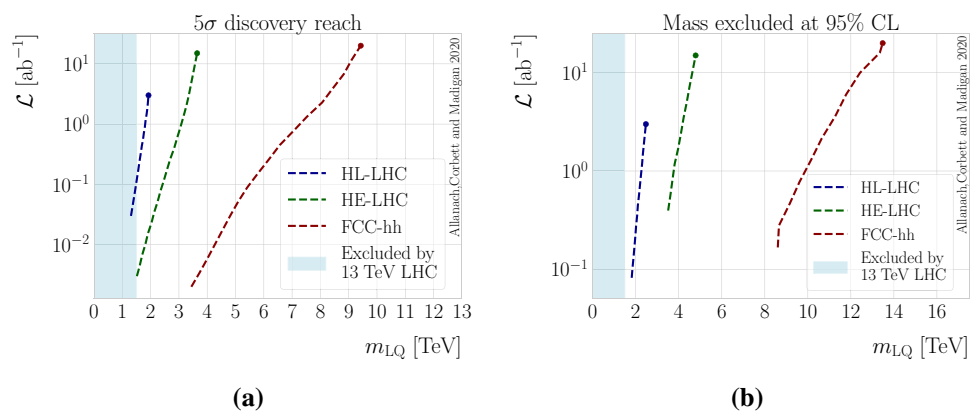 5σ discovery reach
𝓛 [ab⁻¹]
10¹
10⁰
10⁻¹
10⁻²
0 1 2 3 4 5 6 7 8 9 10 11 12 13
m_LQ [TeV]
HL-LHC
HE-LHC
FCC-hh
Excluded by
13 TeV LHC
Allanach,Corbett and Madigan 2020
(a)
Mass excluded at 95% CL
𝓛 [ab⁻¹]
10¹
10⁰
10⁻¹
0 2 4 6 8 10 12 14 16
m_LQ [TeV]
HL-LHC
HE-LHC
FCC-hh
Excluded by
13 TeV LHC
Allanach,Corbett and Madigan 2020
(b)